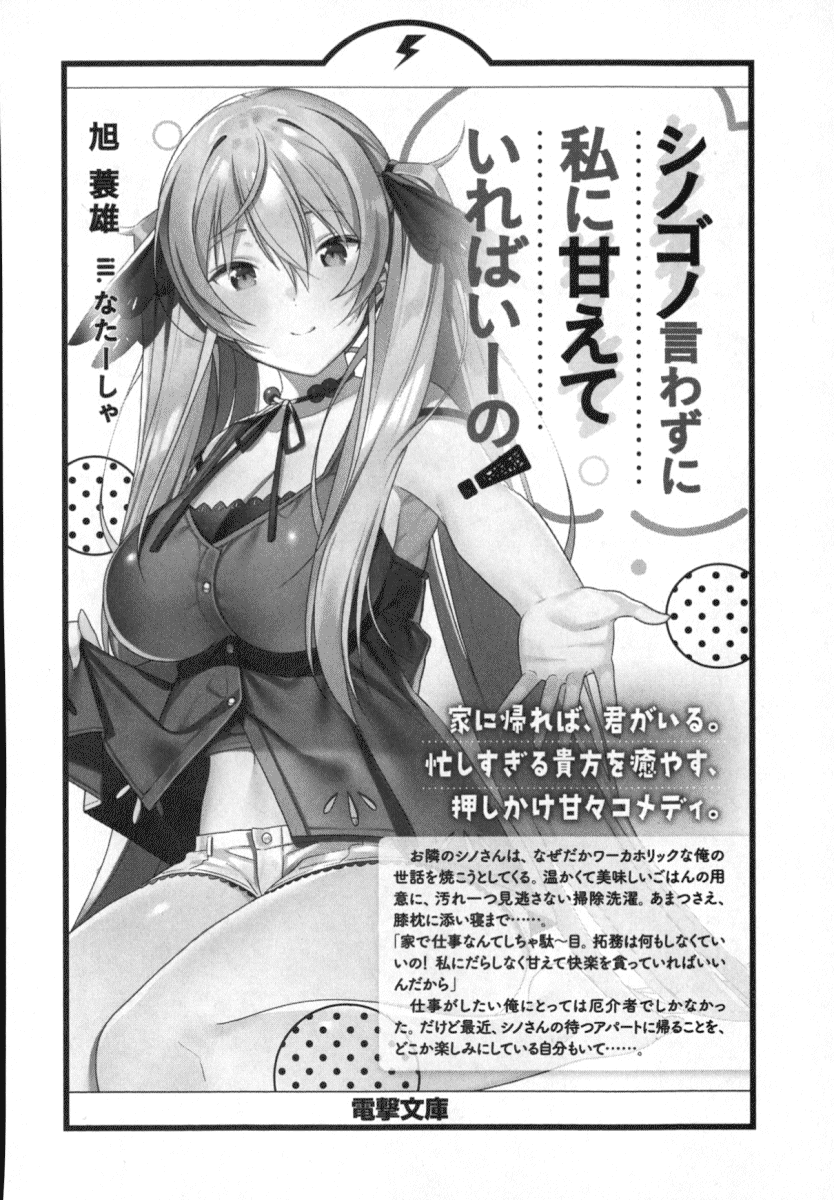 シノゴノ言わずに
私に甘えて
いればいーの!
旭 蓑雄
ill.なたーしゃ
家に帰れば、君がいる。
忙しすぎる貴方を癒やす、
押しかけ甘々コメディ。
お隣のシノさんは、なぜだかワーカホリックな俺の
世話を焼こうとしてくる。温かくて美味しいごはんの用
意に、汚れ一つ見逃さない掃除洗濯。あまつさえ、
膝枕に添い寝まで……。
「家で仕事なんてしちゃ駄〜目。拓務は何もしなくてい
いの! 私にだらしなく甘えて快楽を貪っていればいい
んだから」
仕事がしたい俺にとっては厄介者でしかなかっ
た。だけど最近、シノさんの待つアパートに帰ることを、
どこか楽しみにしている自分もいて……。
電撃文庫